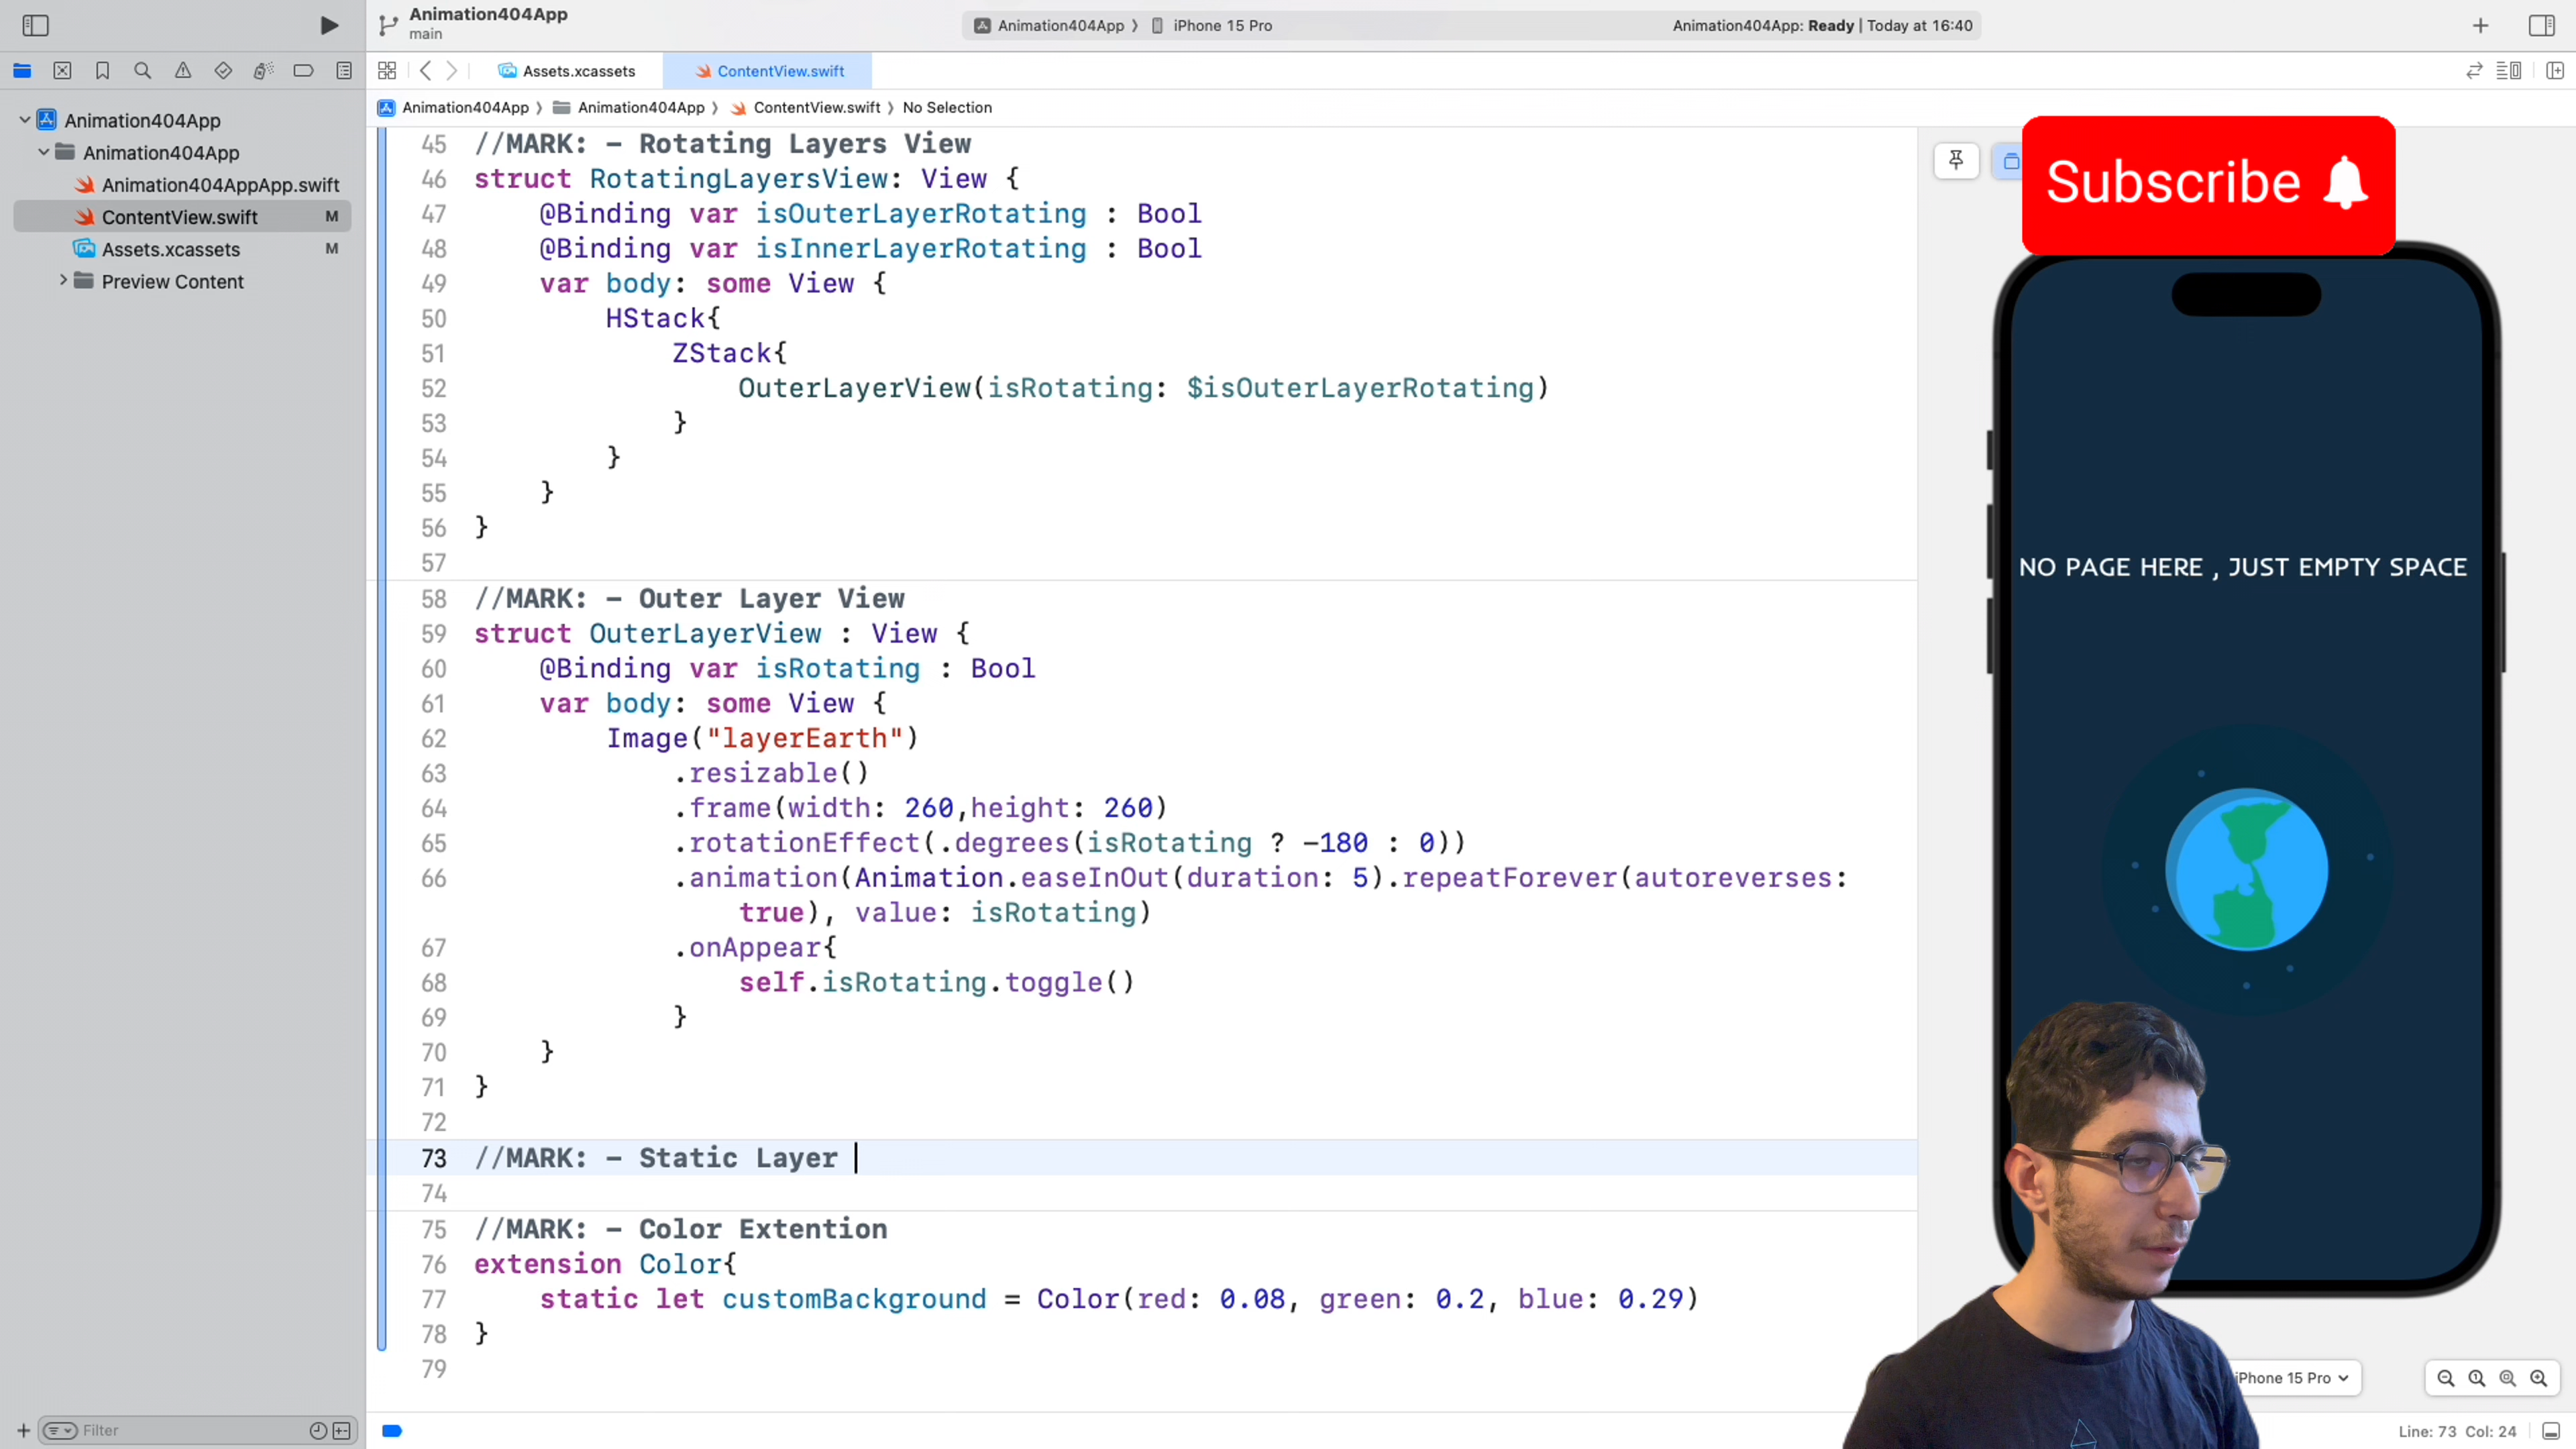 Animation404App
main
Animation404App
iPhone 15 Pro
Animation404App: Ready | Today at 16:40
Assets.xcassets
ContentView.swift
Animation404App
Animation404App
ContentView.swift
No Selection
Animation404App
Animation404App
Animation404AppApp.swift
ContentView.swift M
Assets.xcassets M
Preview Content
45 //MARK: - Rotating Layers View
46 struct RotatingLayersView: View {
47 @Binding var isOuterLayerRotating : Bool
48 @Binding var isInnerLayerRotating : Bool
49 var body: some View {
50 HStack{
51 ZStack{
52 OuterLayerView(isRotating: $isOuterLayerRotating)
53 }
54 }
55 }
56 }
57
58 //MARK: - Outer Layer View
59 struct OuterLayerView : View {
60 @Binding var isRotating : Bool
61 var body: some View {
62 Image("layerEarth")
63 .resizable()
64 .frame(width: 260,height: 260)
65 .rotationEffect(.degrees(isRotating ? -180 : 0))
66 .animation(Animation.easeInOut(duration: 5).repeatForever(autoreverses:
true), value: isRotating)
67 .onAppear{
68 self.isRotating.toggle()
69 }
70 }
71 }
72
73 //MARK: - Static Layer
74
75 //MARK: - Color Extention
76 extension Color{
77 static let customBackground = Color(red: 0.08, green: 0.2, blue: 0.29)
78 }
79
Subscribe
NO PAGE HERE , JUST EMPTY SPACE
iPhone 15 Pro
Filter
Line: 73 Col: 24